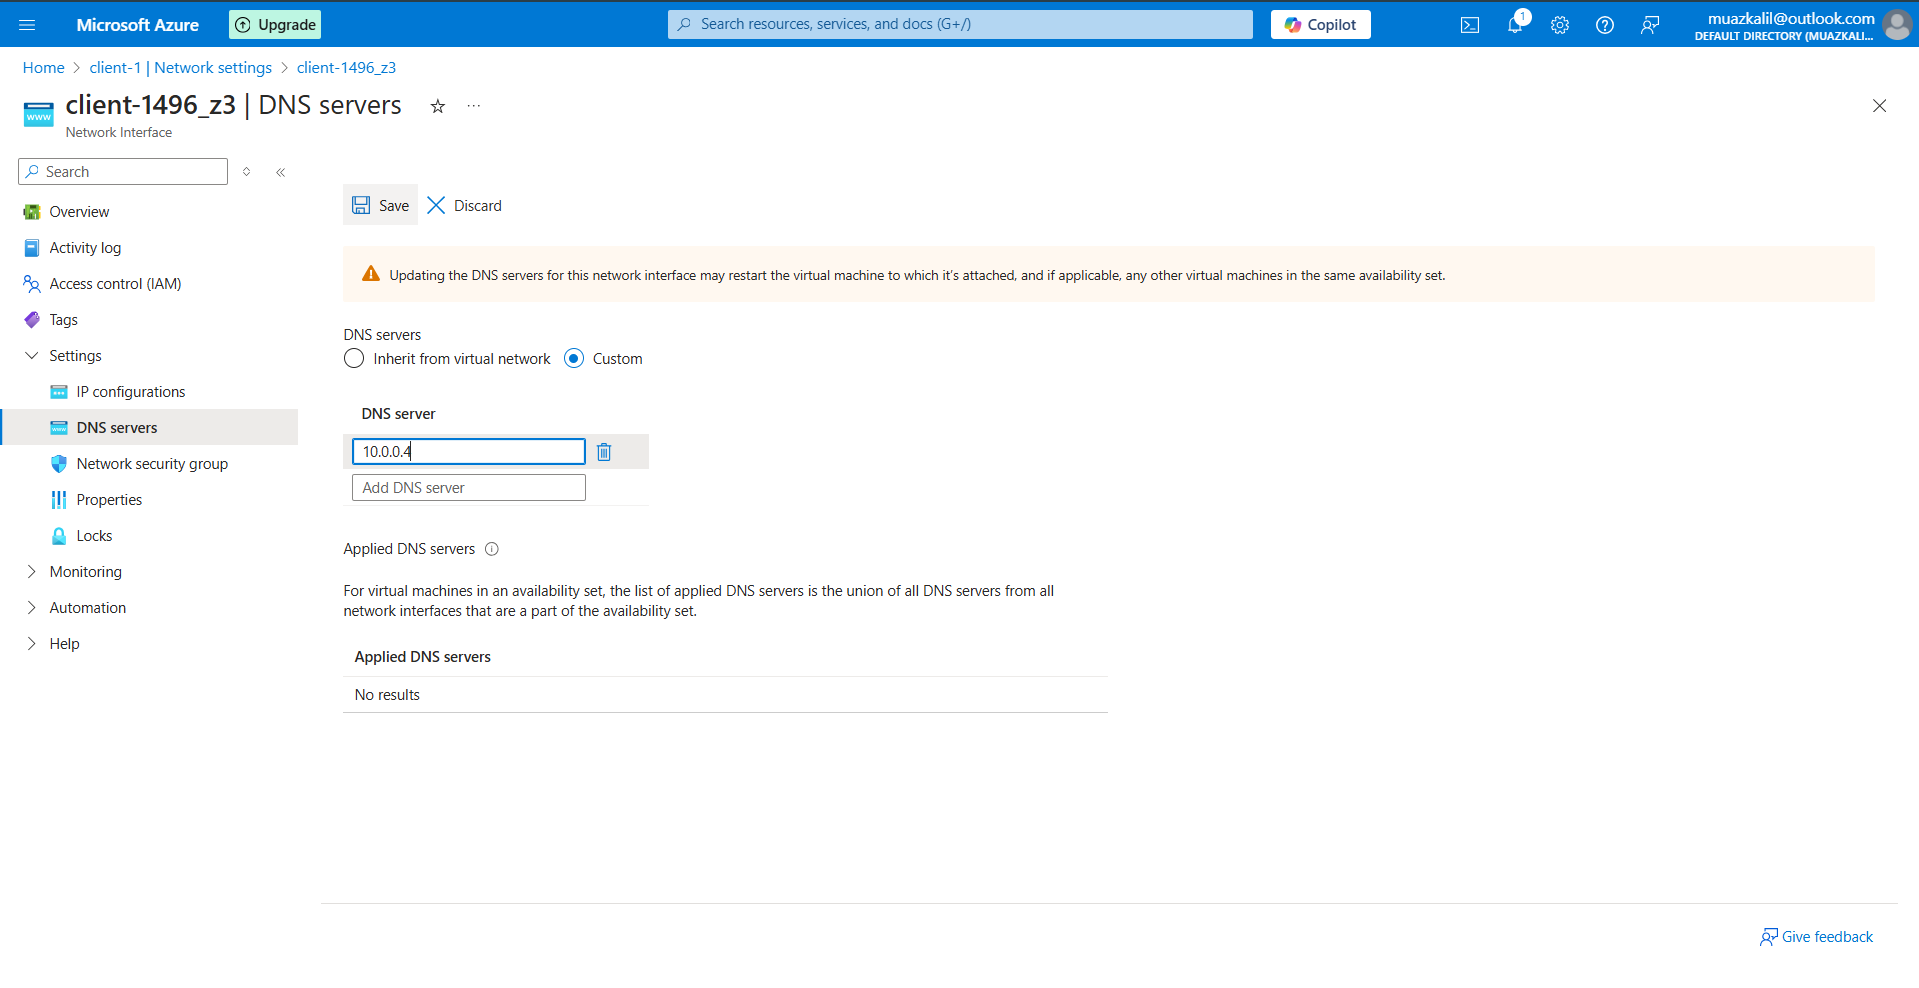 Microsoft Azure
Upgrade
Search resources, services, and docs (G+/)
Copilot
1
muazkalil@outlook.com
DEFAULT DIRECTORY (MUAZKALI...
Home > client-1 | Network settings > client-1496_z3
www
client-1496_z3 | DNS servers
Network Interface
Search
Overview
Activity log
Access control (IAM)
Tags
Settings
IP configurations
DNS servers
Network security group
Properties
Locks
Monitoring
Automation
Help
Save
Discard
Updating the DNS servers for this network interface may restart the virtual machine to which it's attached, and if applicable, any other virtual machines in the same availability set.
DNS servers
Inherit from virtual network
Custom
DNS server
10.0.0.4
Add DNS server
Applied DNS servers
For virtual machines in an availability set, the list of applied DNS servers is the union of all DNS servers from all
network interfaces that are a part of the availability set.
Applied DNS servers
No results
Give feedback